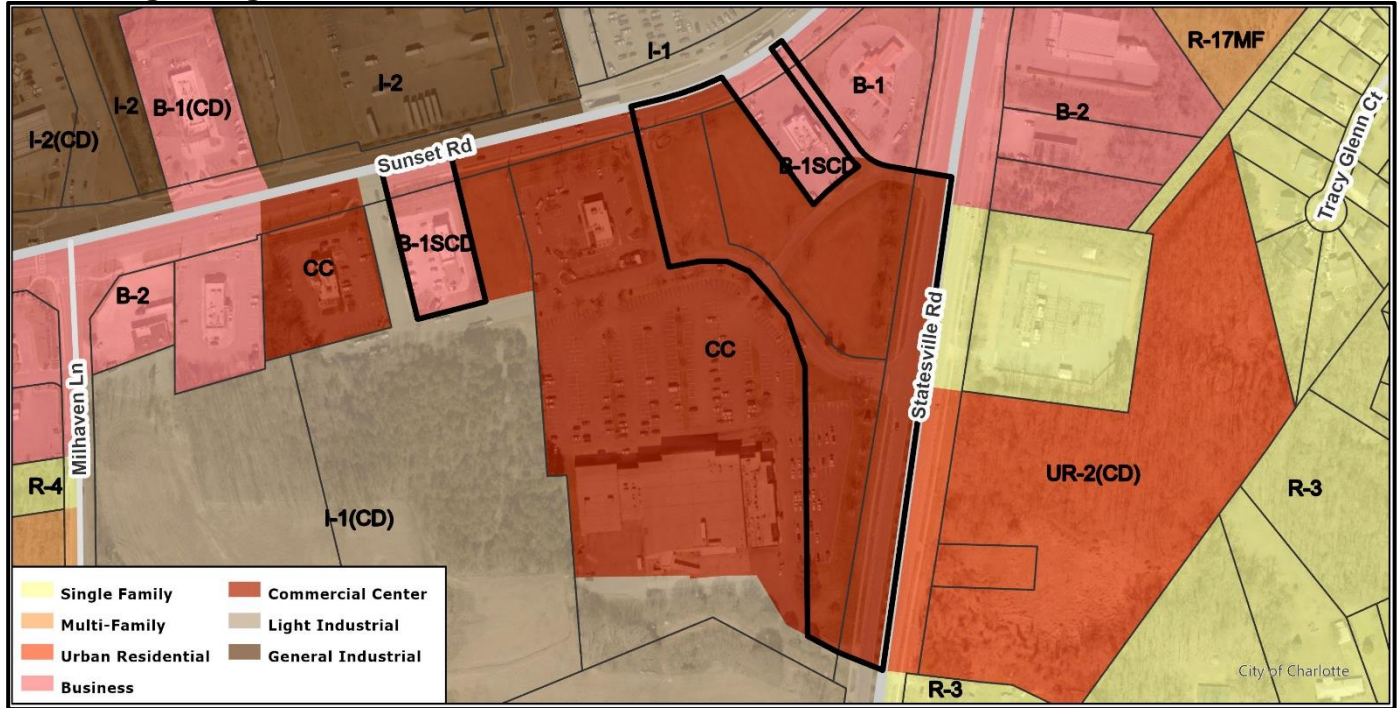 I-1
R-17MF
I-2
I-2
B-1
B-1(CD)
B-2
I-2(CD)
Tracy Glenn Ct
Sunset Rd
B-1SCD
B-1SCD
CC
B-2
Statesville Rd
CC
Milhaven Ln
UR-2(CD)
R-4
R-3
I-1(CD)
Single Family
Commercial Center
Multi-Family
Light Industrial
Urban Residential
General Industrial
Business
City of Charlotte
R-3